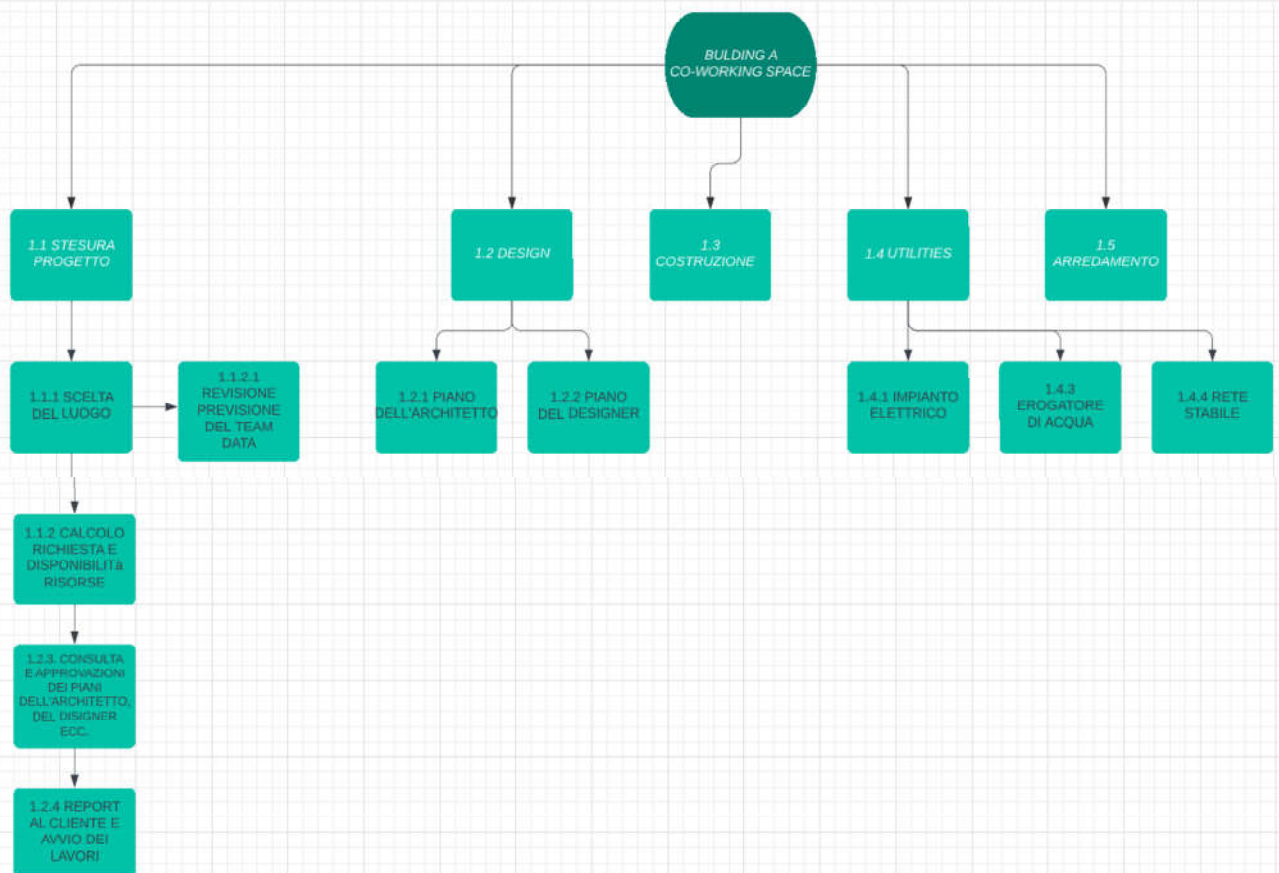 BULDING A
CO-WORKING SPACE
1.1 STESURA
PROGETTO
1.2 DESIGN
1.3
COSTRUZIONE
1.4 UTILITIES
1.5
ARREDAMENTO
1.1.1 SCELTA
DEL LUOGO
1.1.2.1
REVISIONE
PREVISIONE
DEL TEAM
DATA
1.2.1 PIANO
DELL'ARCHITETTO
1.2.2 PIANO
DEL DESIGNER
1.4.1 IMPIANTO
ELETTRICO
1.4.3
EROGATORE
DI ACQUA
1.4.4 RETE
STABILE
1.1.2 CALCOLO
RICHIESTA E
DISPONIBILITà
RISORSE
1.2.3. CONSULTA
E APPROVAZIONI
DEI PIANI
DELL'ARCHITETTO,
DEL DISIGNER
ECC.
1.2.4 REPORT
AL CLIENTE E
AVVIO DEI
LAVORI